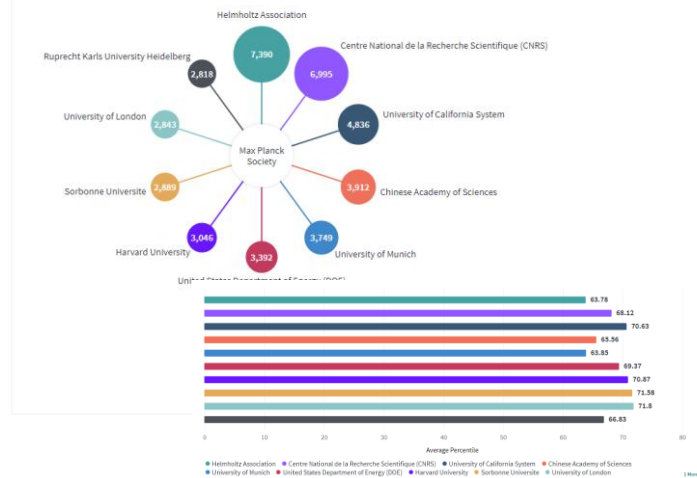 Helmholtz Association
7,390
Centre National de la Recherche Scientifique (CNRS)
6,995
Ruprecht Karls University Heidelberg
2,818
University of California System
4,836
University of London
2,843
Max Planck
Society
Sorbonne Universite
2,889
Chinese Academy of Sciences
3,912
Harvard University
3,046
University of Munich
3,749
3,392
United States Department of Energy (DOE)
63.78
68.12
70.63
65.56
63.85
69.37
70.87
71.58
71.8
66.83
0 10 20 30 40 50 60 70 80
Average Percentile
Helmholtz Association Centre National de la Recherche Scientifique (CNRS) University of California System Chinese Academy of Sciences
University of Munich United States Department of Energy (DOE) Harvard University Sorbonne Universite University of London